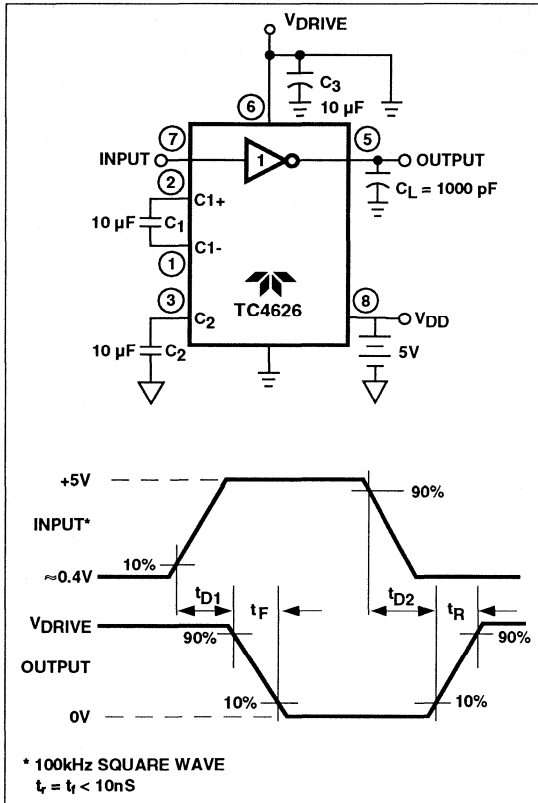 VDRIVE
C3
10 µF
6
7
5
INPUT
1
OUTPUT
2
C1+
CL = 1000 pF
10 µF C1
C1-
1
3
8
TC4626
C2
VDD
10 µF C2
5V
+5V
90%
INPUT*
10%
≈0.4V
tD1
tF
tD2
tR
VDRIVE
90%
90%
OUTPUT
10%
10%
0V
* 100kHz SQUARE WAVE
tr = tf < 10nS